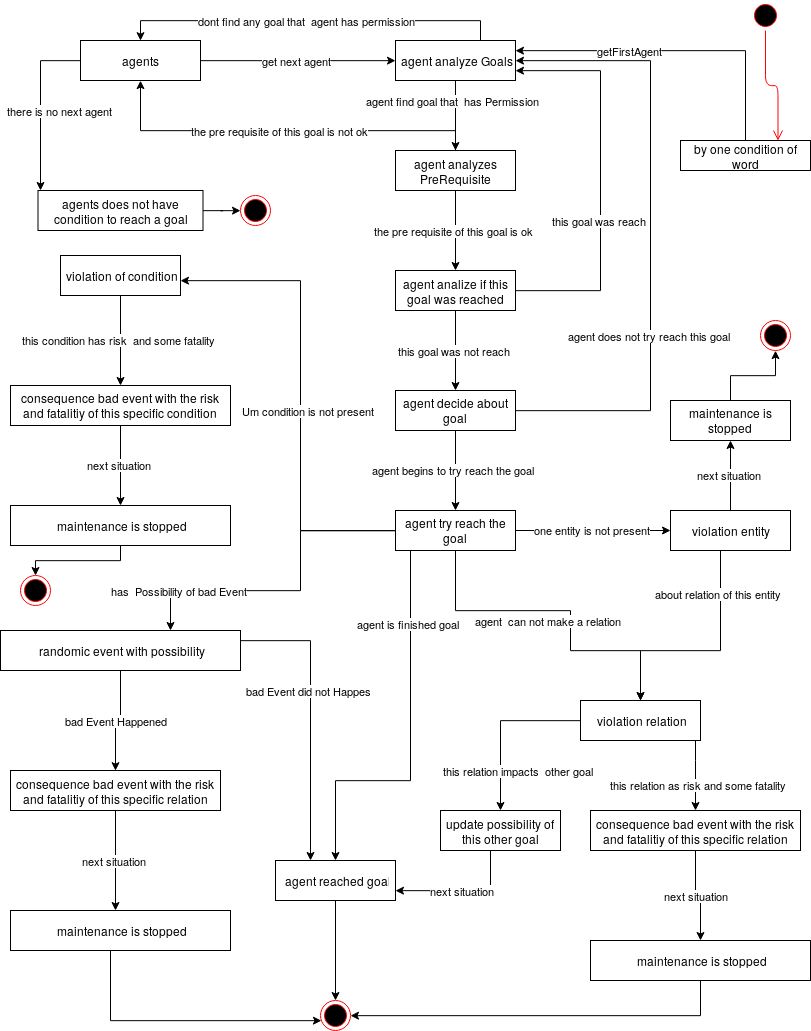 dont find any goal that  agent has permission
agents
get next agent
agent analyze Goals
getFirstAgent
there is no next agent
agent find goal that  has Permission
the pre requisite of this goal is not ok
by one condition of
word
agent analyzes
PreRequisite
agents does not have
condition to reach a goal
this goal was reach
the pre requisite of this goal is ok
violation of condition
agent analize if this
goal was reached
this condition has risk  and some fatality
agent does not try reach this goal
this goal was not reach
consequence bad event with the risk
and fatalitiy of this specific condition
Um condition is not present
agent decide about
goal
maintenance is
stopped
next situation
agent begins to try reach the goal
next situation
maintenance is stopped
agent try reach the
goal
one entity is not present
violation entity
has  Possibility of bad Event
about relation of this entity
agent is finished goal
agent  can not make a relation
randomic event with possibility
bad Event did not Happes
bad Event Happened
violation relation
this relation impacts  other goal
this relation as risk and some fatality
consequence bad event with the risk
and fatalitiy of this specific relation
update possibility of
this other goal
consequence bad event with the risk
and fatalitiy of this specific relation
next situation
agent reached goal
next situation
next situation
maintenance is stopped
maintenance is stopped